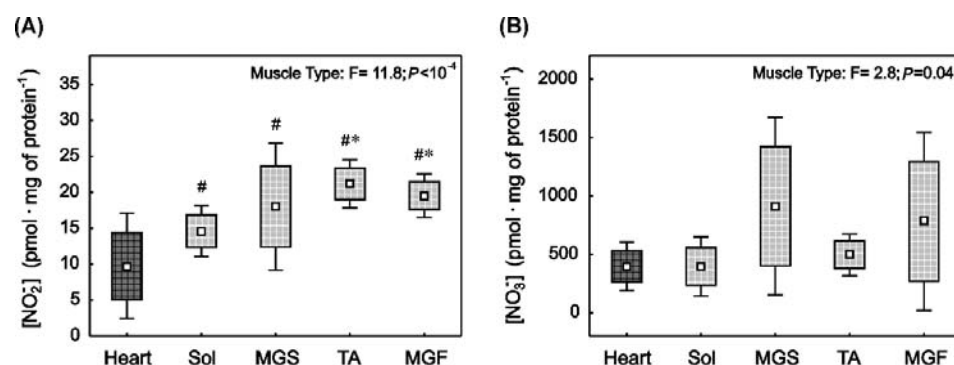 (A)
Muscle Type: F= 11.8; P<10⁻⁴
[NO₂⁻] (pmol · mg of protein⁻¹)
35
30
25
20
15
10
5
0
#
#
#*
#*
Heart Sol MGS TA MGF
(B)
Muscle Type: F= 2.8; P=0.04
[NO₃⁻] (pmol · mg of protein⁻¹)
2000
1500
1000
500
0
Heart Sol MGS TA MGF